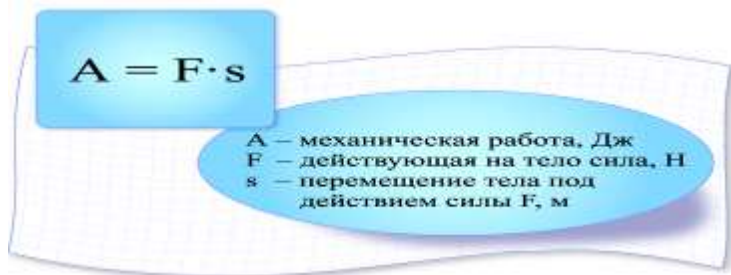 A = F·s
А – механическая работа, Дж
F – действующая на тело сила, Н
s – перемещение тела под
действием силы F, м